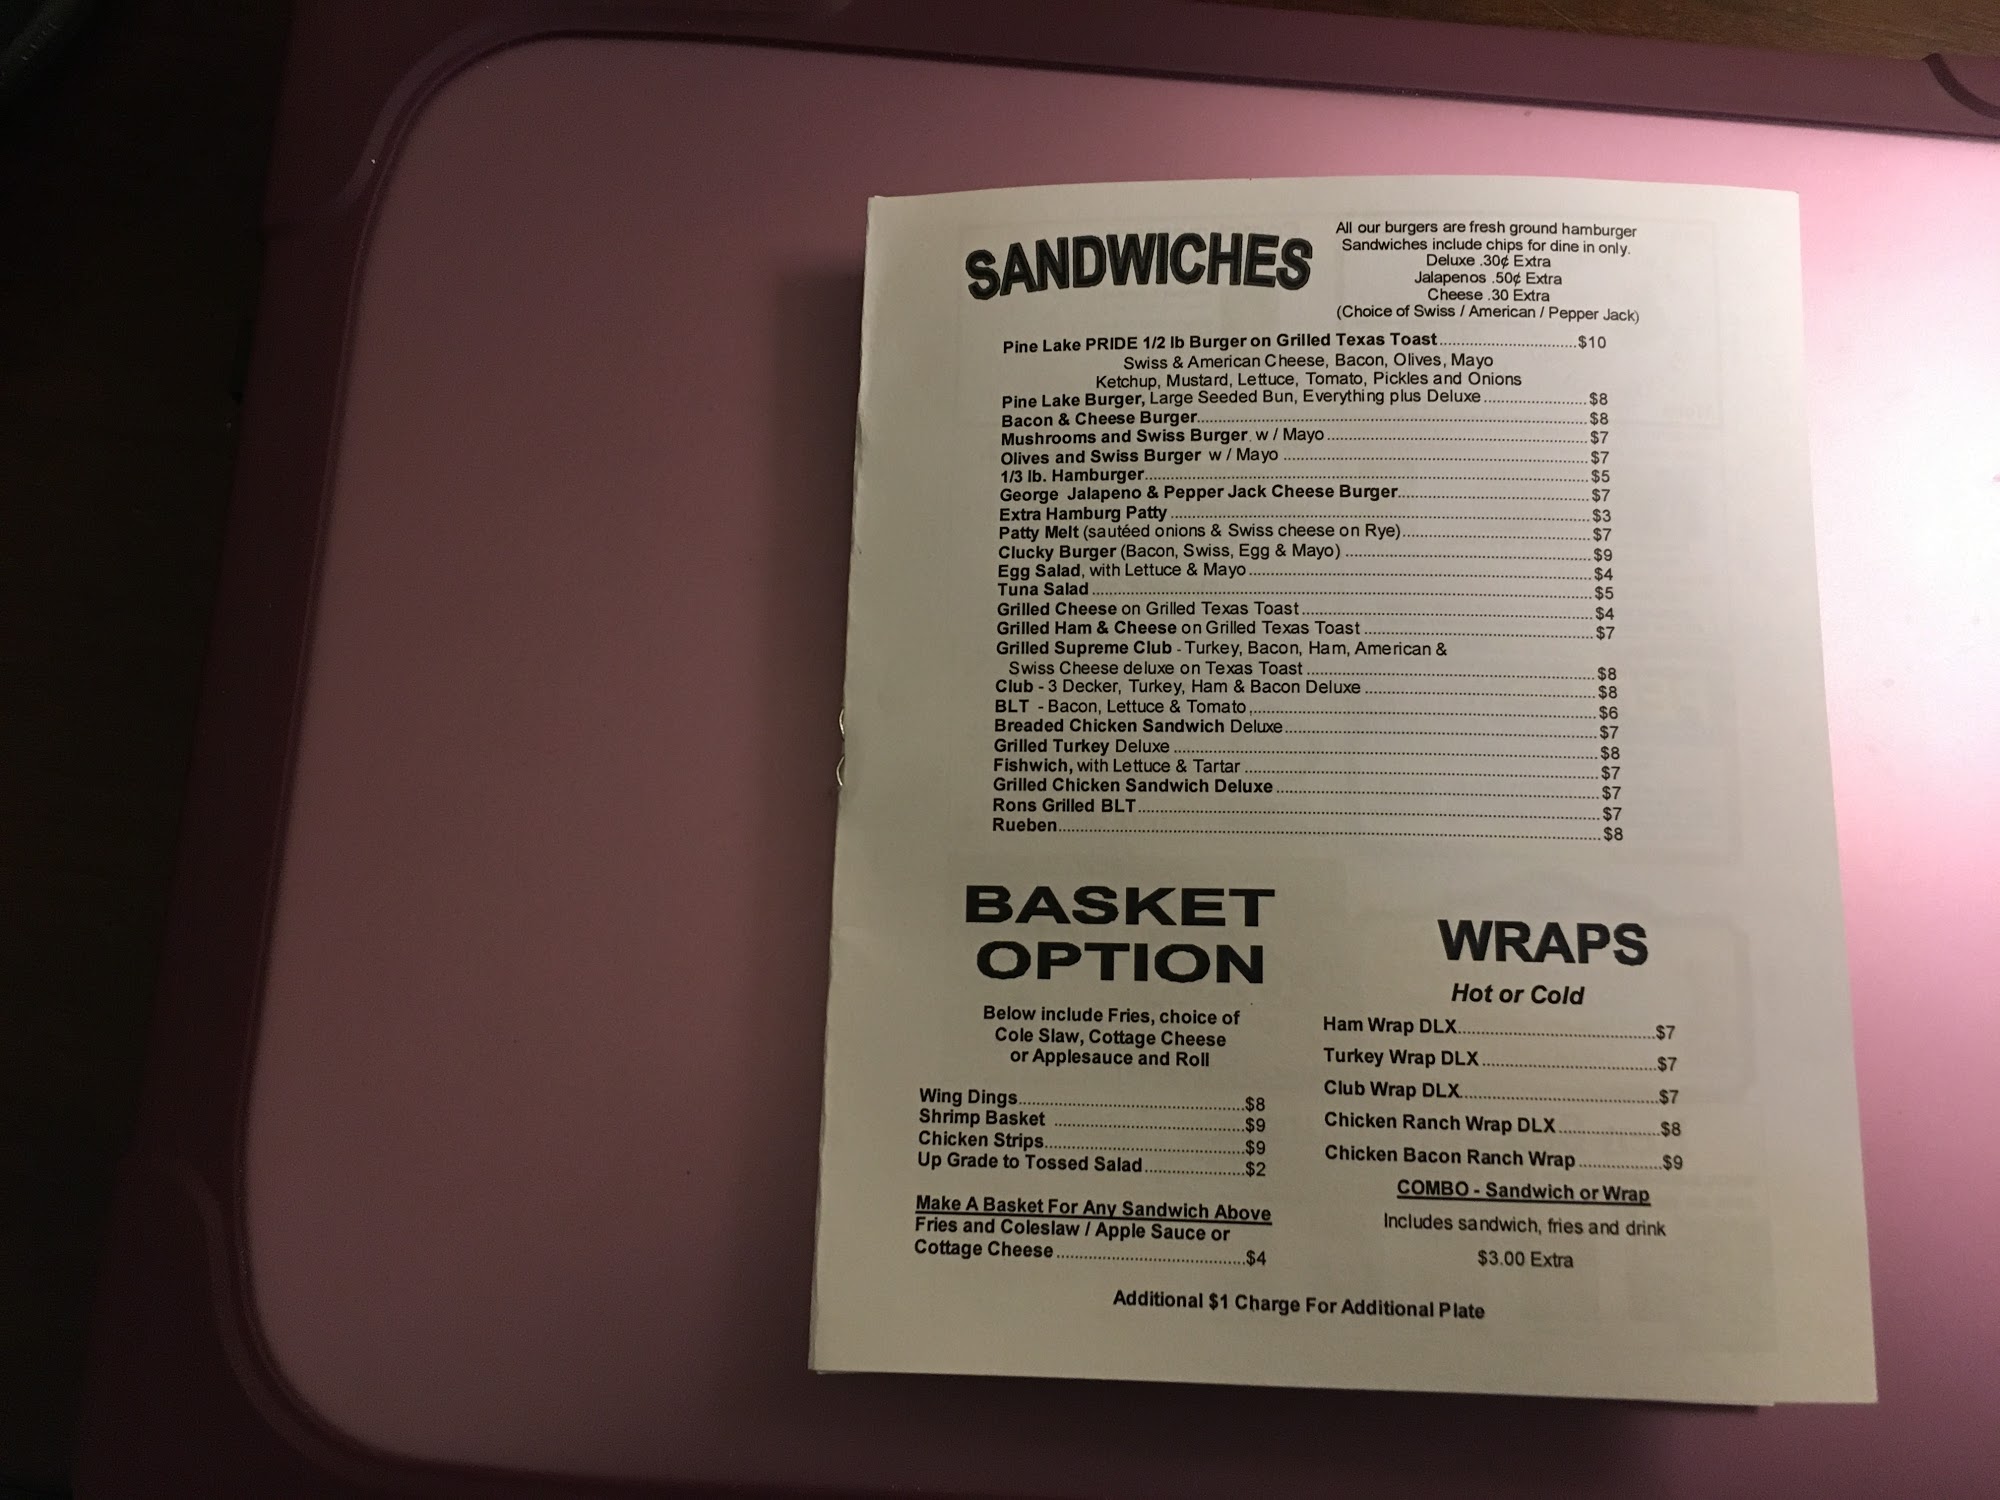 SANDWICHES
All our burgers are fresh ground hamburger
Sandwiches include chips for dine in only.
Deluxe .30¢ Extra
Jalapenos .50¢ Extra
Cheese .30 Extra
(Choice of Swiss / American / Pepper Jack)
Pine Lake PRIDE 1/2 lb Burger on Grilled Texas Toast $10
Swiss & American Cheese, Bacon, Olives, Mayo
Ketchup, Mustard, Lettuce, Tomato, Pickles and Onions
Pine Lake Burger, Large Seeded Bun, Everything plus Deluxe $8
Bacon & Cheese Burger $8
Mushrooms and Swiss Burger w / Mayo $7
Olives and Swiss Burger w / Mayo $7
1/3 lb. Hamburger $5
George Jalapeno & Pepper Jack Cheese Burger $7
Extra Hamburg Patty $3
Patty Melt (sautéed onions & Swiss cheese on Rye) $7
Clucky Burger (Bacon, Swiss, Egg & Mayo) $9
Egg Salad, with Lettuce & Mayo $4
Tuna Salad $5
Grilled Cheese on Grilled Texas Toast $4
Grilled Ham & Cheese on Grilled Texas Toast $7
Grilled Supreme Club - Turkey, Bacon, Ham, American &
Swiss Cheese deluxe on Texas Toast $8
Club - 3 Decker, Turkey, Ham & Bacon Deluxe $8
BLT - Bacon, Lettuce & Tomato $6
Breaded Chicken Sandwich Deluxe $7
Grilled Turkey Deluxe $8
Fishwich, with Lettuce & Tartar $7
Grilled Chicken Sandwich Deluxe $7
Rons Grilled BLT $7
Rueben $8
BASKET
OPTION
Below include Fries, choice of
Cole Slaw, Cottage Cheese
or Applesauce and Roll
Wing Dings $8
Shrimp Basket $9
Chicken Strips $9
Up Grade to Tossed Salad $2
Make A Basket For Any Sandwich Above
Fries and Coleslaw / Apple Sauce or
Cottage Cheese $4
WRAPS
Hot or Cold
Ham Wrap DLX $7
Turkey Wrap DLX $7
Club Wrap DLX $7
Chicken Ranch Wrap DLX $8
Chicken Bacon Ranch Wrap $9
COMBO - Sandwich or Wrap
Includes sandwich, fries and drink
$3.00 Extra
Additional $1 Charge For Additional Plate